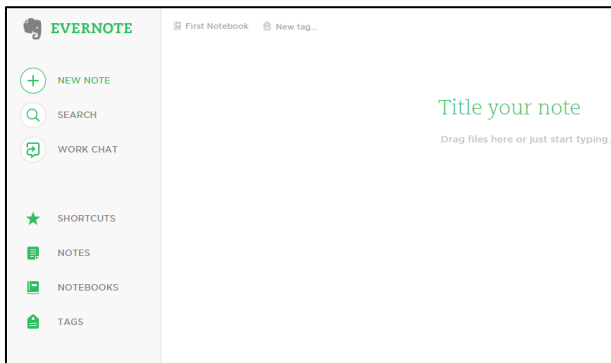 EVERNOTE
First Notebook
New tag...
NEW NOTE
SEARCH
WORK CHAT
SHORTCUTS
NOTES
NOTEBOOKS
TAGS
Title your note
Drag files here or just start typing.